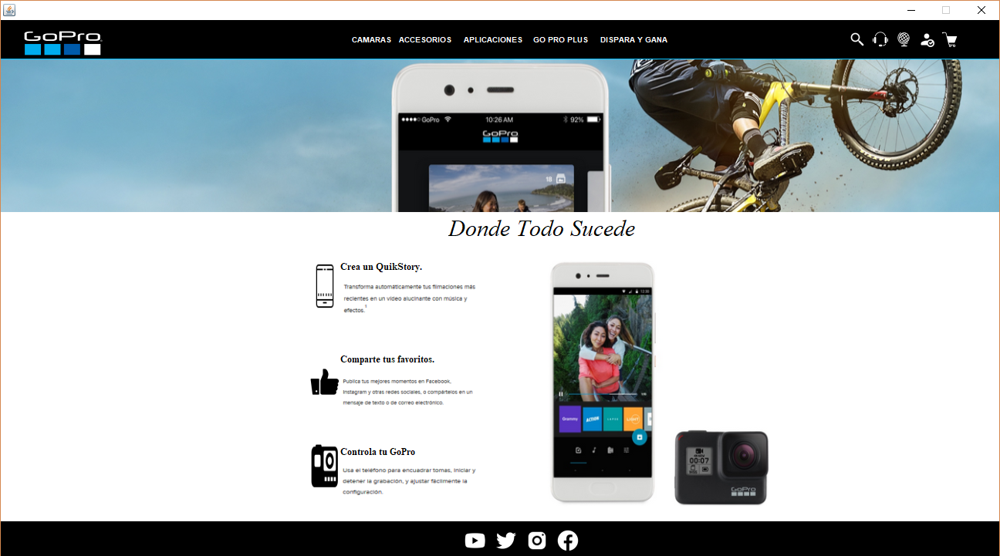 GoPro
CAMARAS ACCESORIOS APLICACIONES GO PRO PLUS DISPARA Y GANA
GoPro 10:26 AM 92%
GoPro
18
Donde Todo Sucede
Crea un QuikStory.
Transforma automáticamente tus filmaciones más
recientes en un video alucinante con música y
efectos.
Comparte tus favoritos.
Publica tus mejores momentos en Facebook,
Instagram y otras redes sociales, o compártelos en un
mensaje de texto o de correo electrónico.
Controla tu GoPro
Usa el teléfono para encuadrar tomas, iniciar y
detener la grabación, y ajustar fácilmente la
configuración.
Grammy ACTION LIGHT
00:07
GoPro